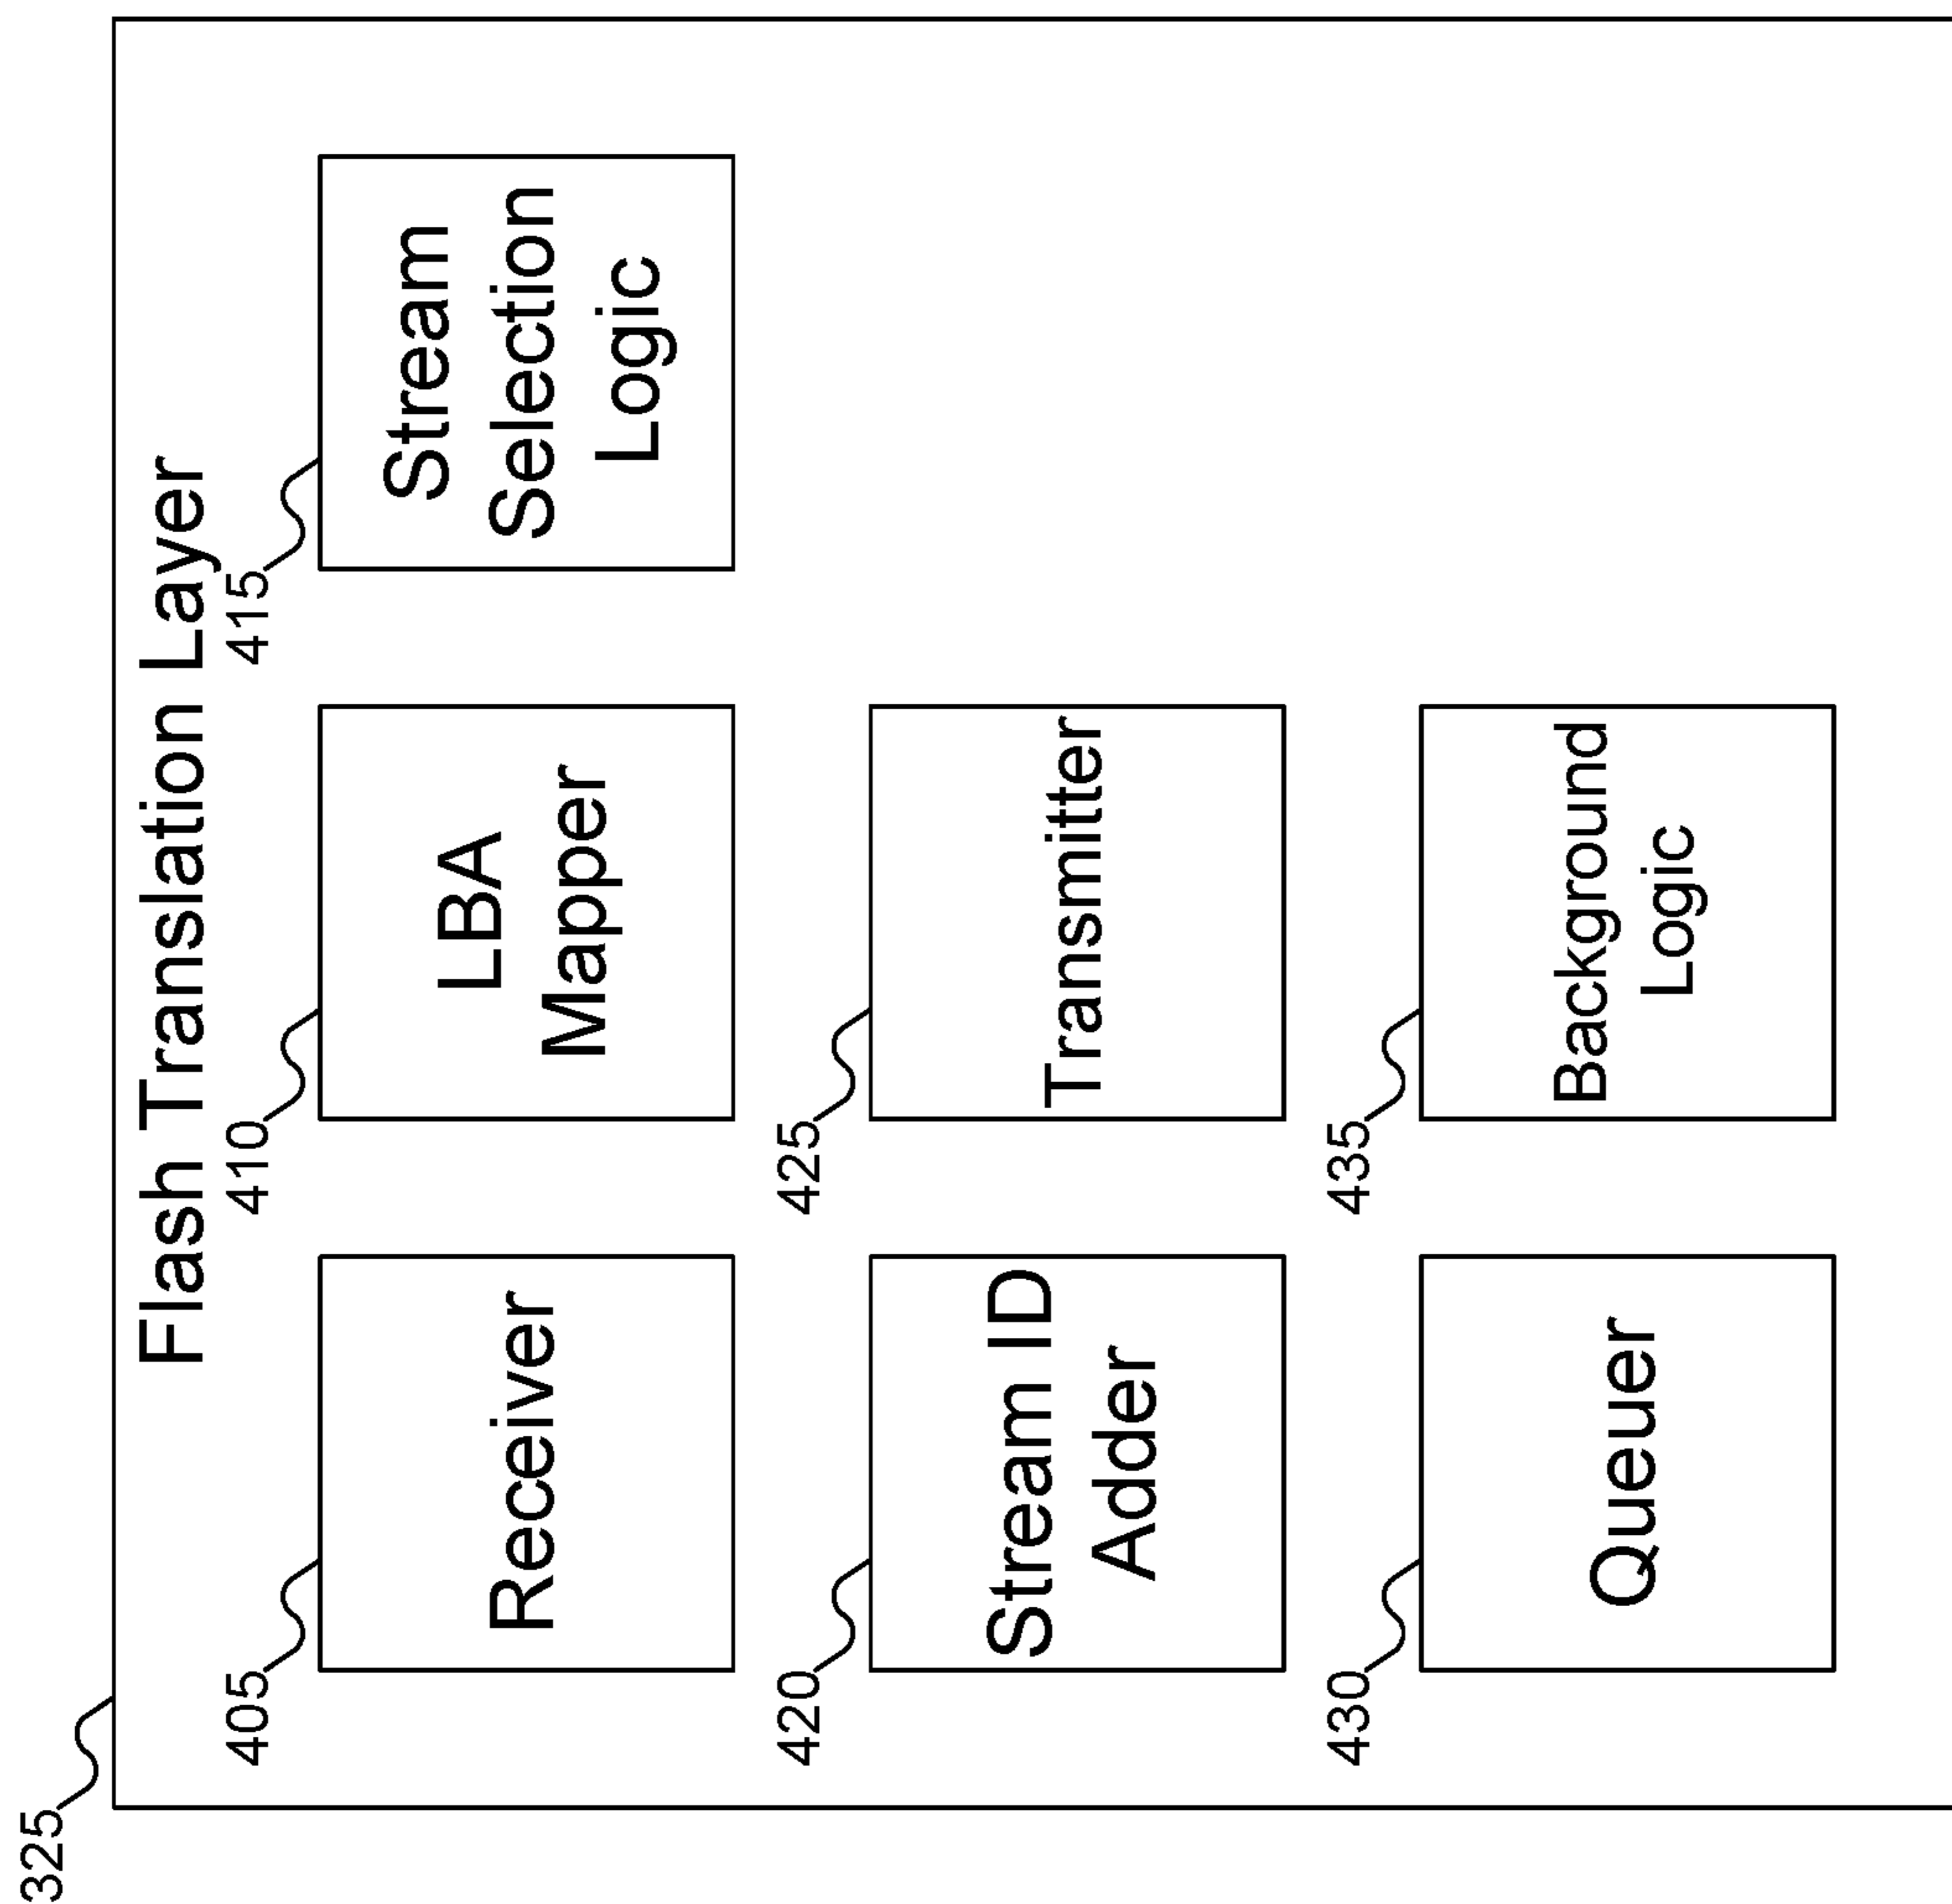 325
Flash Translation Layer
405
410
415
Receiver
LBA
Mapper
Stream
Selection
Logic
420
425
Stream ID
Adder
Transmitter
430
435
Queuer
Background
Logic